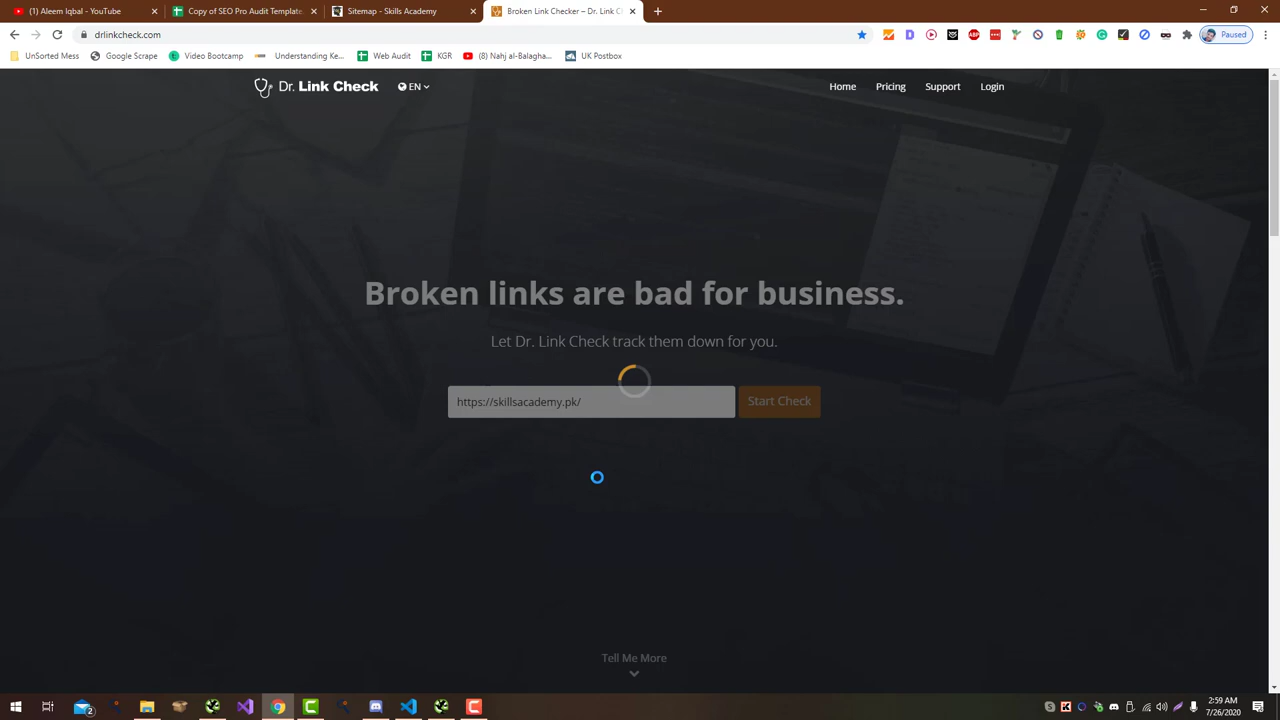 (1) Aleem Iqbal - YouTube
Copy of SEO Pro Audit Template.
Sitemap - Skills Academy
Broken Link Checker – Dr. Link C
drlinkcheck.com
Paused
UnSorted Mess
Google Scrape
Video Bootcamp
Understanding Ke...
Web Audit
KGR
(8) Nahj al-Balagha...
UK Postbox
Dr. Link Check
EN
Home
Pricing
Support
Login
Broken links are bad for business.
Let Dr. Link Check track them down for you.
https://skillsacademy.pk/
Start Check
Tell Me More
2
2:59 AM
7/26/2020